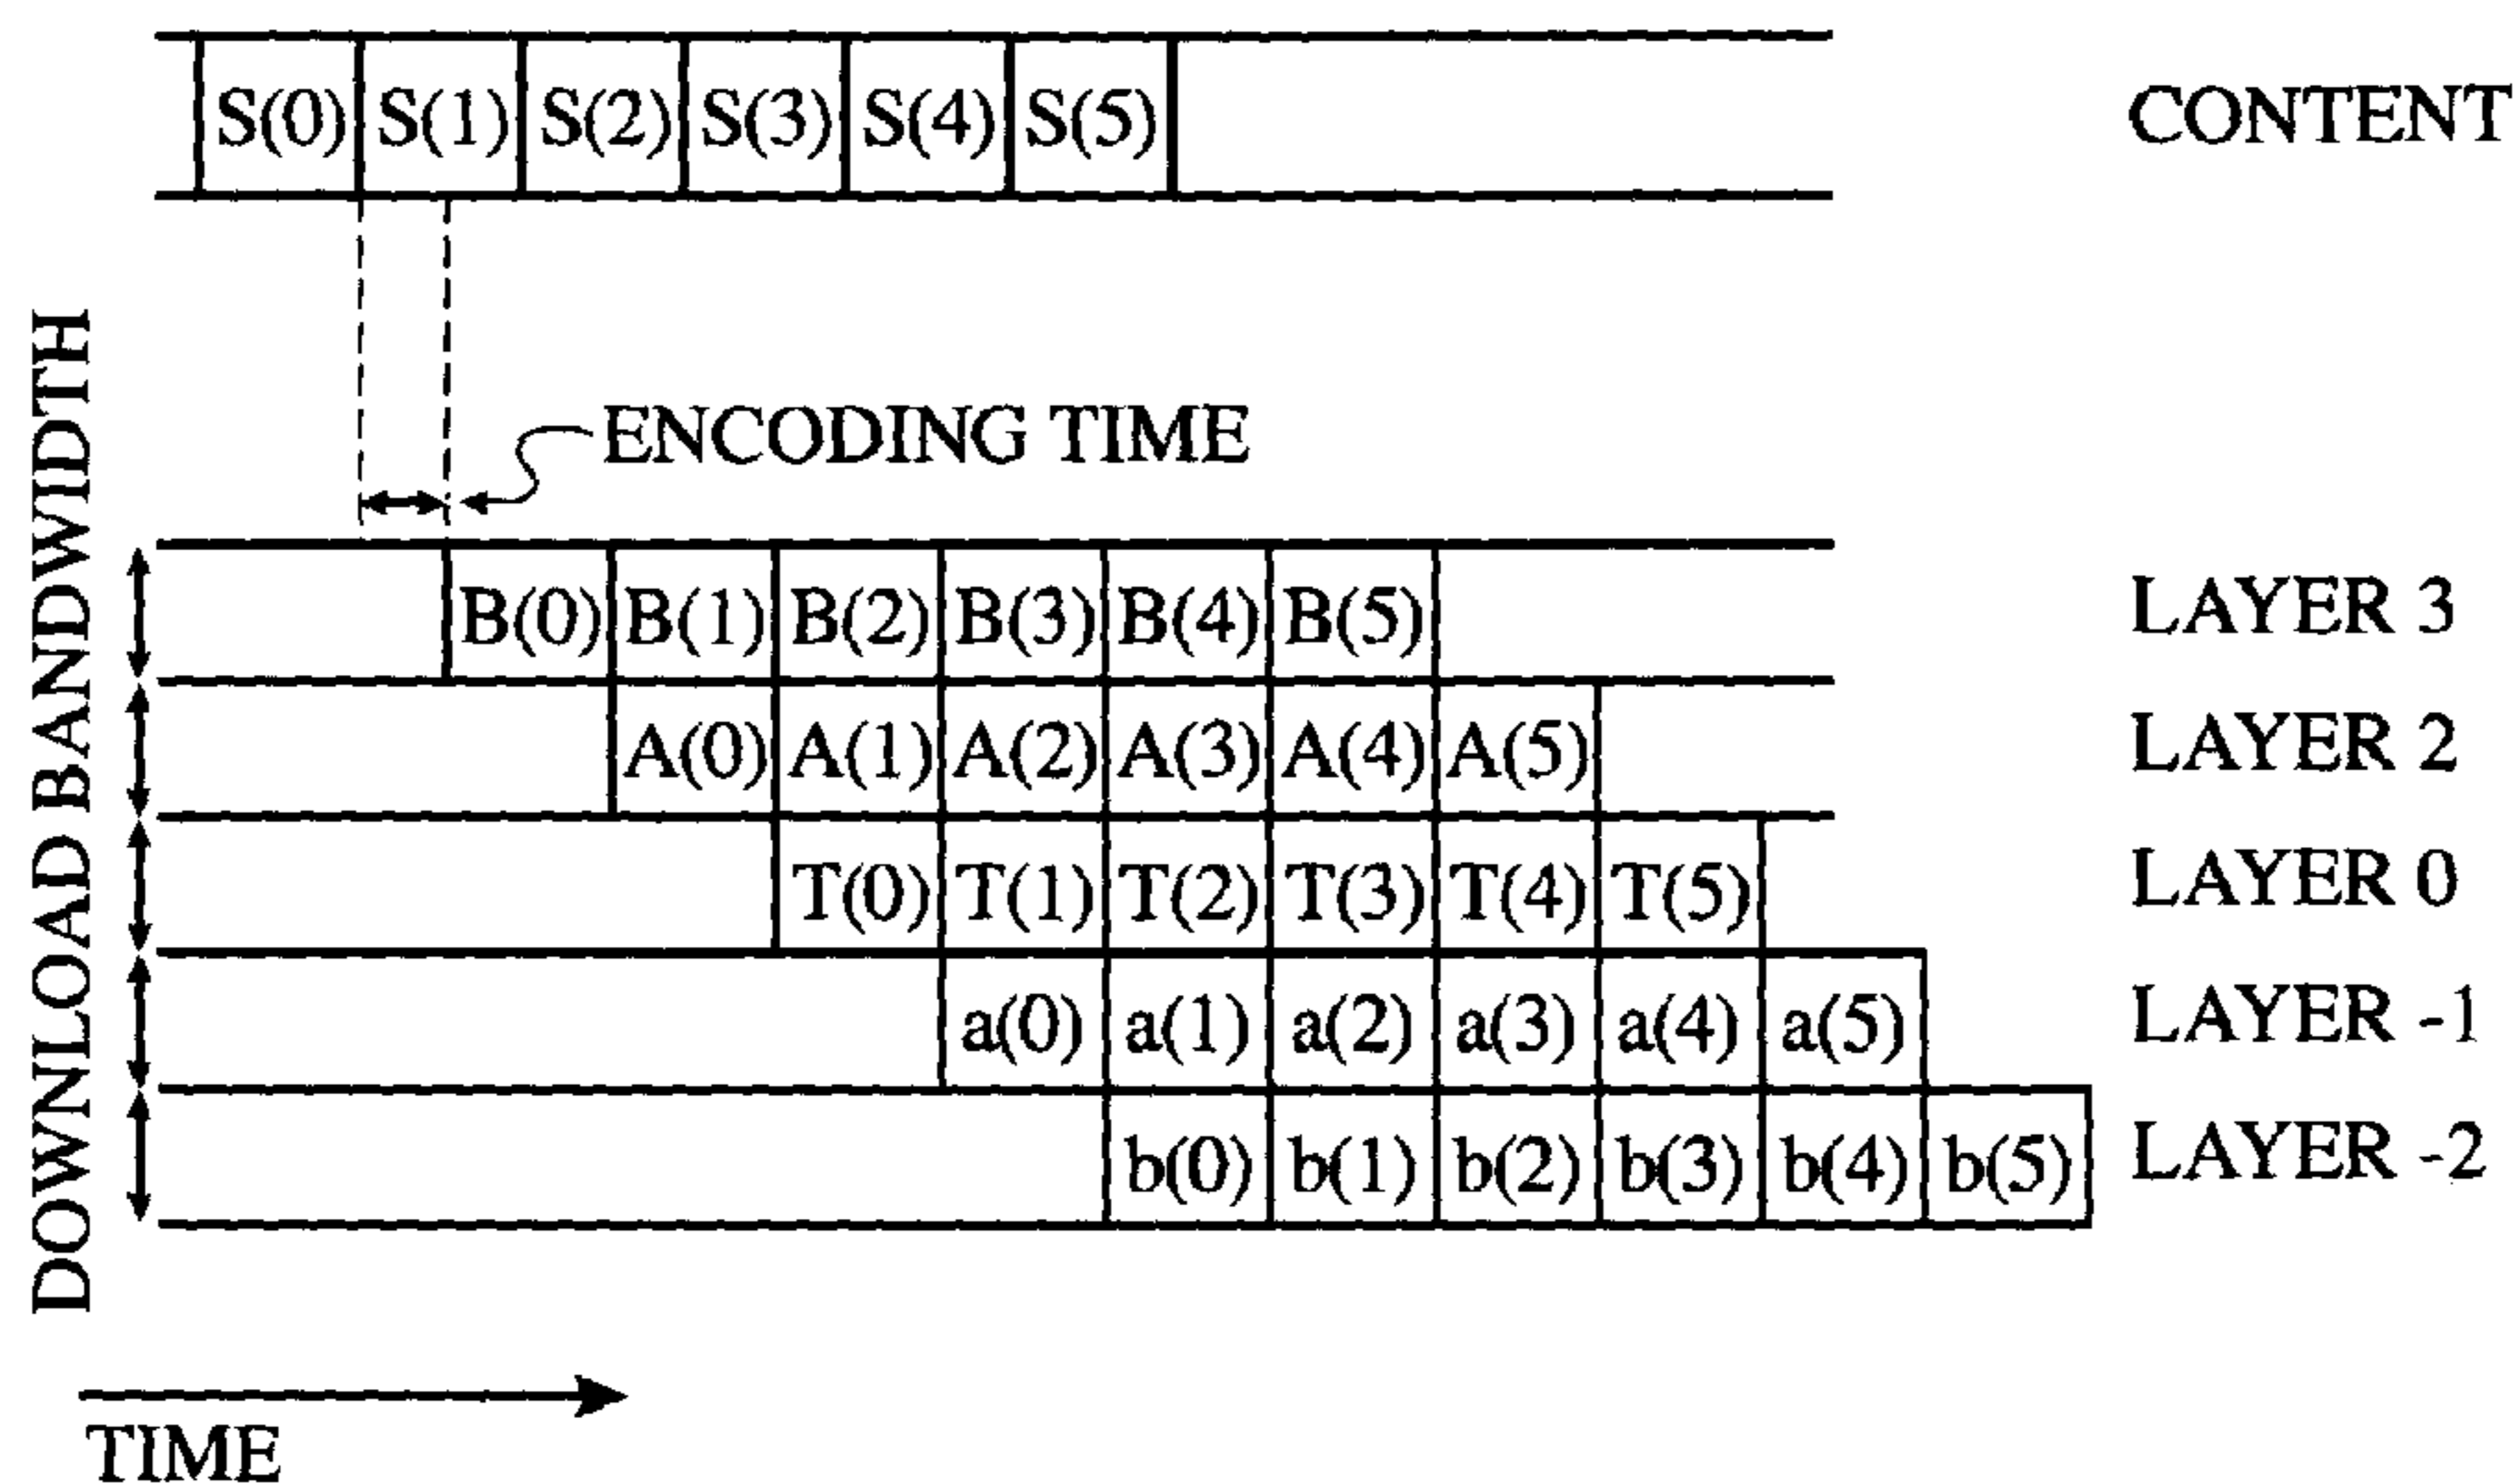 S(0) S(1) S(2) S(3) S(4) S(5) CONTENT
ENCODING TIME
DOWNLOAD BANDWIDTH
B(0) B(1) B(2) B(3) B(4) B(5) LAYER 3
A(0) A(1) A(2) A(3) A(4) A(5) LAYER 2
T(0) T(1) T(2) T(3) T(4) T(5) LAYER 0
a(0) a(1) a(2) a(3) a(4) a(5) LAYER -1
b(0) b(1) b(2) b(3) b(4) b(5) LAYER -2
TIME